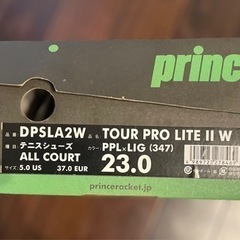 prince
品番 DPSLA2W 品名 TOUR PRO LITE II W
種目 テニスシューズ カラー PPL×LIG (347)
ALL COURT 23.0
サイズ 5.0 US 37.0 EUR
princeracket.jp